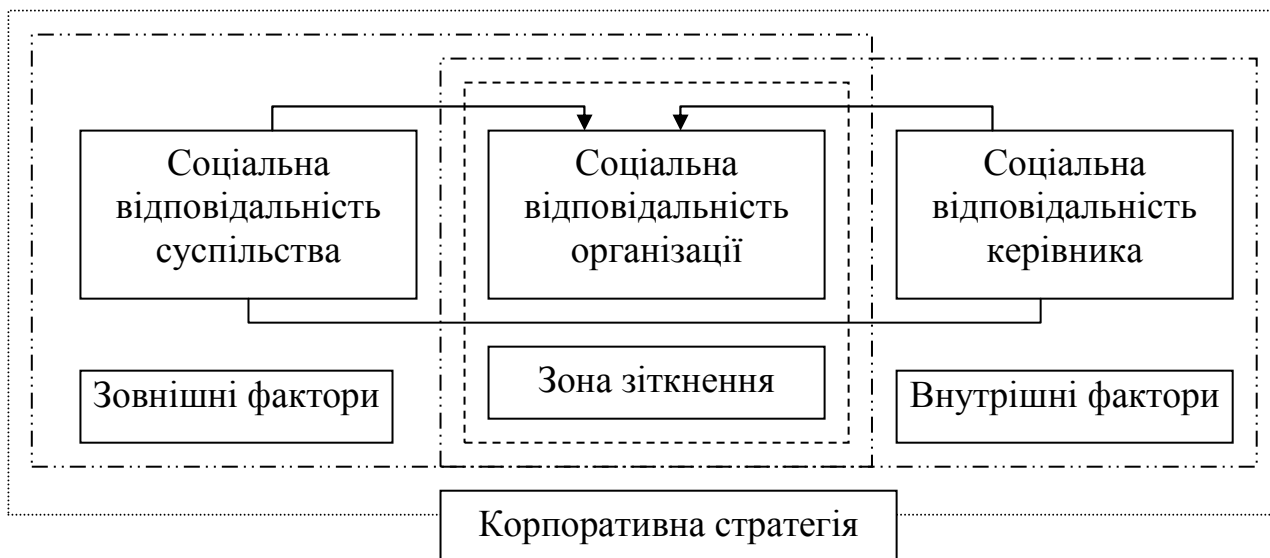 Соціальна
відповідальність
суспільства
Соціальна
відповідальність
організації
Соціальна
відповідальність
керівника
Зовнішні фактори
Зона зіткнення
Внутрішні фактори
Корпоративна стратегія